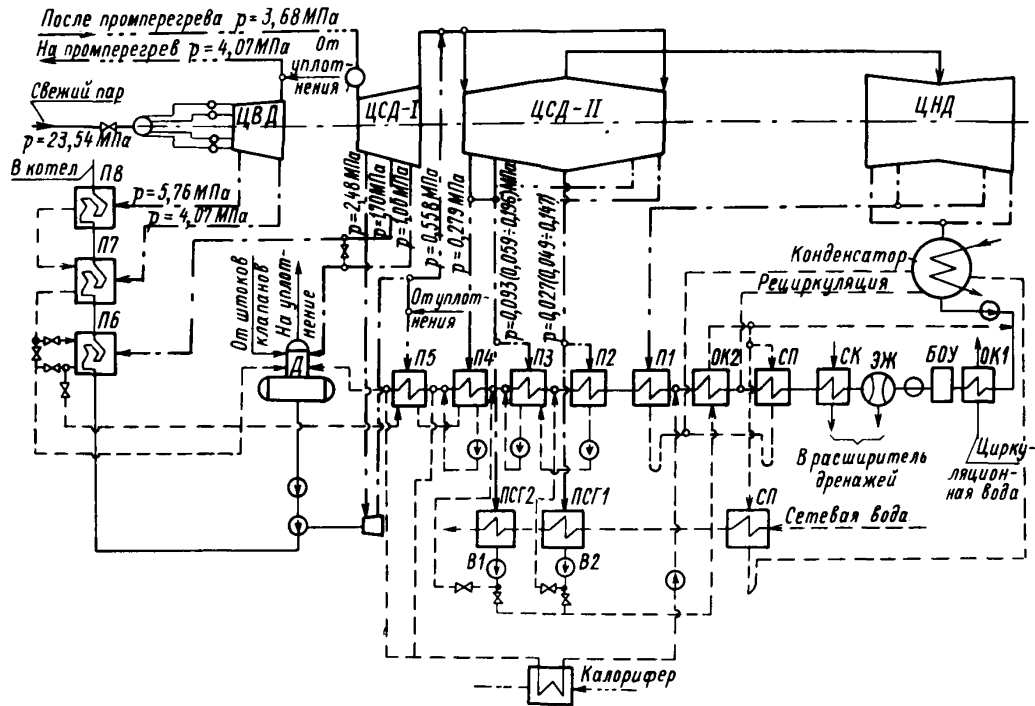 После промперегрева p=3,68 МПа
На промперегрев p=4,07 МПа
От
уплот-
нения
Свежий пар
p=23,54 МПа
ЦВД
ЦСД-I
ЦСД-II
ЦНД
В котел
П8
p=5,76 МПа
p=4,07 МПа
П7
П6
p=2,48 МПа
p=1,70 МПа
p=1,00 МПа
p=0,558 МПа
p=0,279 МПа
p=0,093(0,059÷0,196) МПа
p=0,027(0,049÷0,147)
От штоков
клапанов
На уплот-
нение
От уплот-
нения
Конденсатор
Рециркуляция
Д
П5
П4
П3
П2
П1
ОК2
СП
СК
ЭЖ
БОУ
ОК1
В расширитель
дренажей
Цирку-
ляцион-
ная вода
ПСГ2
ПСГ1
СП
Сетевая вода
В1
В2
Калорифер